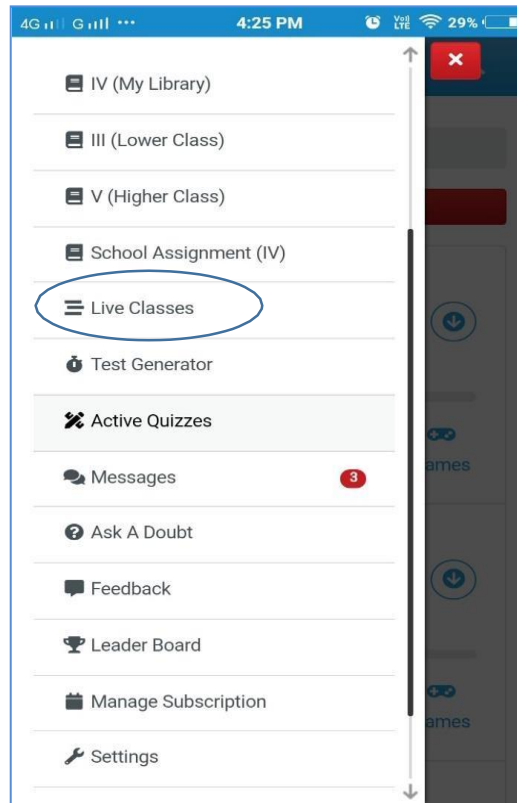 4G G ••• 4:25 PM VoLTE 29%
IV (My Library)
III (Lower Class)
V (Higher Class)
School Assignment (IV)
Live Classes
Test Generator
Active Quizzes
ames
Messages 3
Ask A Doubt
Feedback
Leader Board
Manage Subscription
ames
Settings